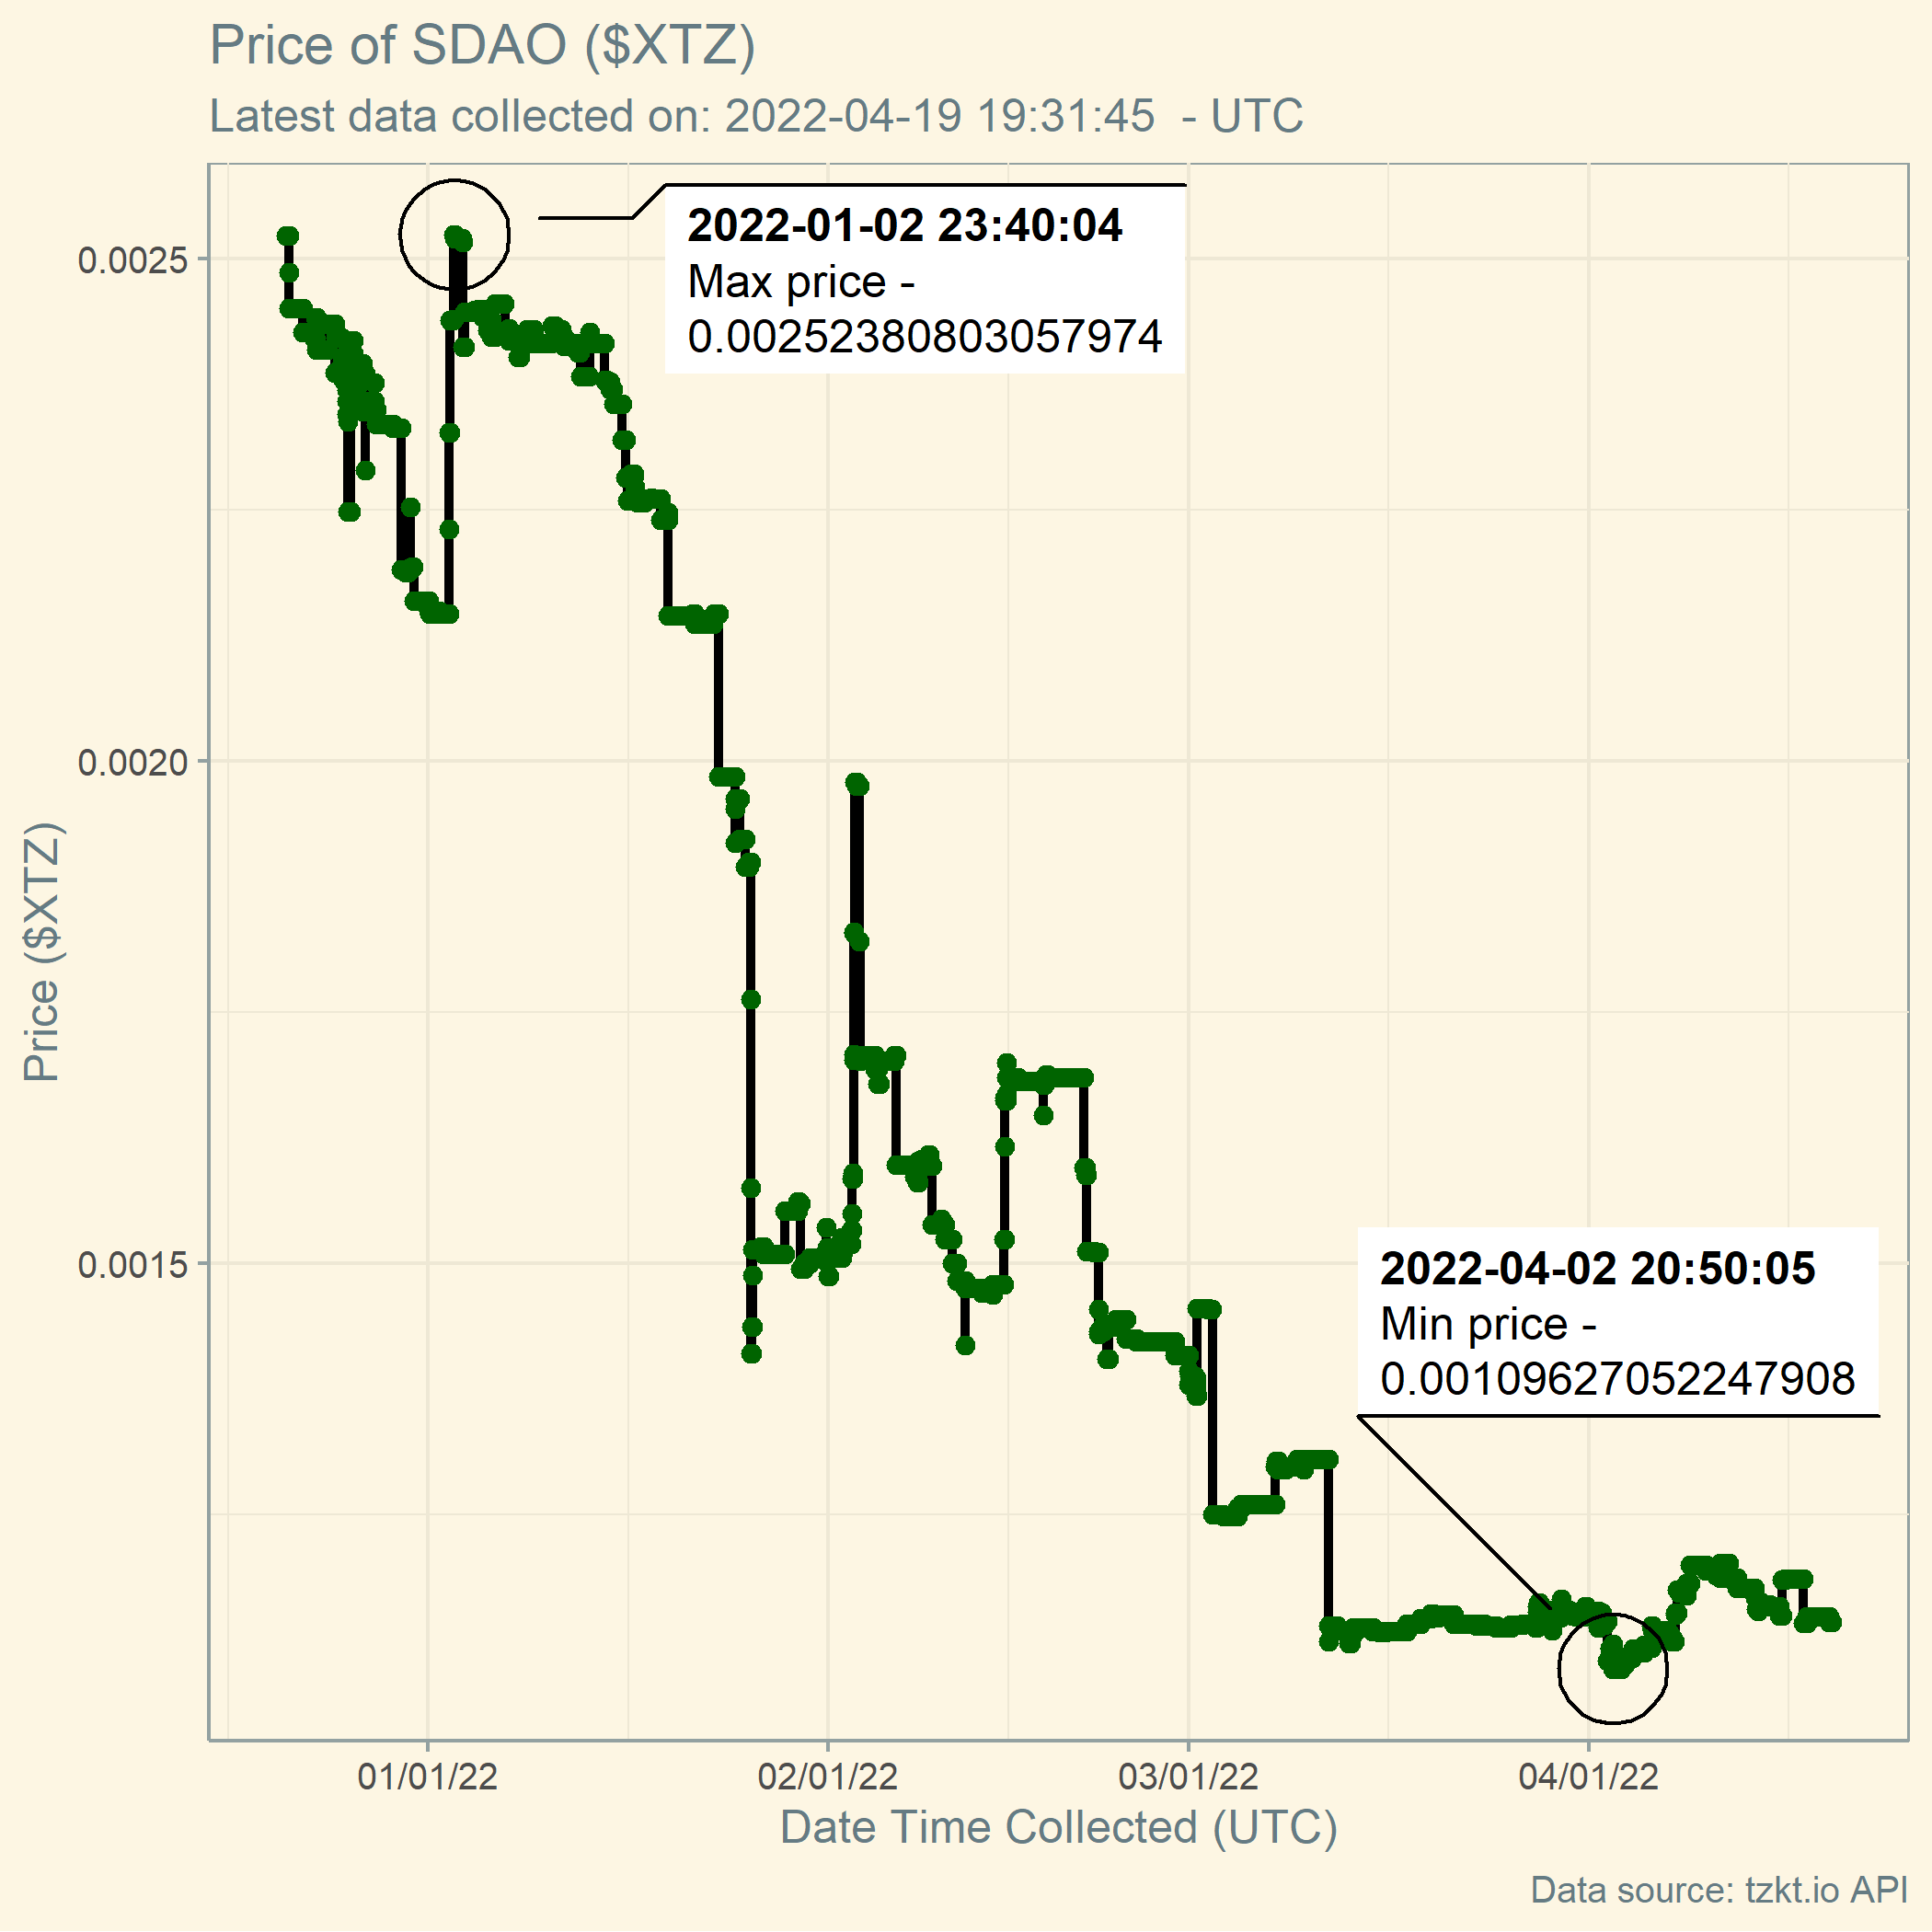 Price of SDAO ($XTZ)
Latest data collected on: 2022-04-19 19:31:45  - UTC
2022-01-02 23:40:04
Max price -
0.00252380803057974
0.0025
0.0020
0.0015
Price ($XTZ)
2022-04-02 20:50:05
Min price -
0.00109627052247908
01/01/22
02/01/22
03/01/22
04/01/22
Date Time Collected (UTC)
Data source: tzkt.io API